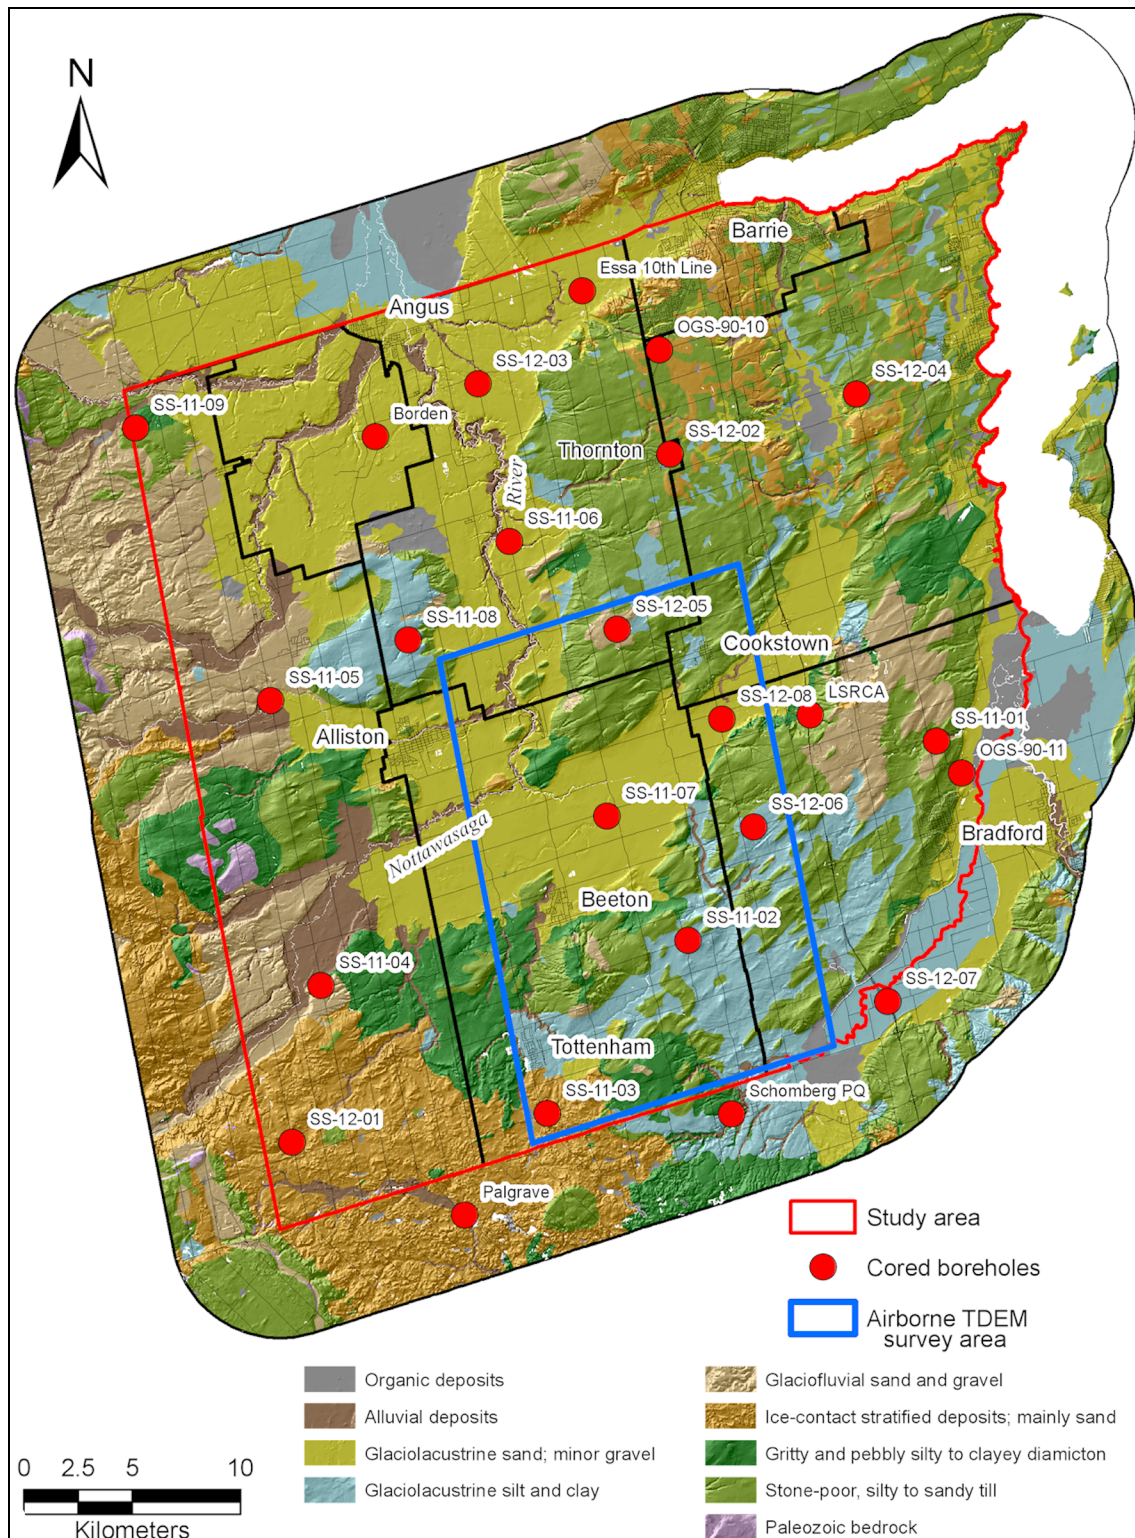 N
Barrie
Essa 10th Line
Angus
OGS-90-10
SS-12-03
SS-12-04
SS-11-09
Borden
SS-12-02
Thornton
River
SS-11-06
SS-12-05
SS-11-08
Cookstown
SS-11-05
LSRCA
SS-12-08
SS-11-01
Alliston
OGS-90-11
SS-11-07
SS-12-06
Nottawasaga
Bradford
Beeton
SS-11-02
SS-11-04
SS-12-07
Tottenham
SS-11-03
Schomberg PQ
SS-12-01
Palgrave
Study area
Cored boreholes
Airborne TDEM
survey area
Organic deposits
Alluvial deposits
Glaciolacustrine sand; minor gravel
Glaciolacustrine silt and clay
Glaciofluvial sand and gravel
Ice-contact stratified deposits; mainly sand
Gritty and pebbly silty to clayey diamicton
Stone-poor, silty to sandy till
Paleozoic bedrock
0 2.5 5 10
Kilometers